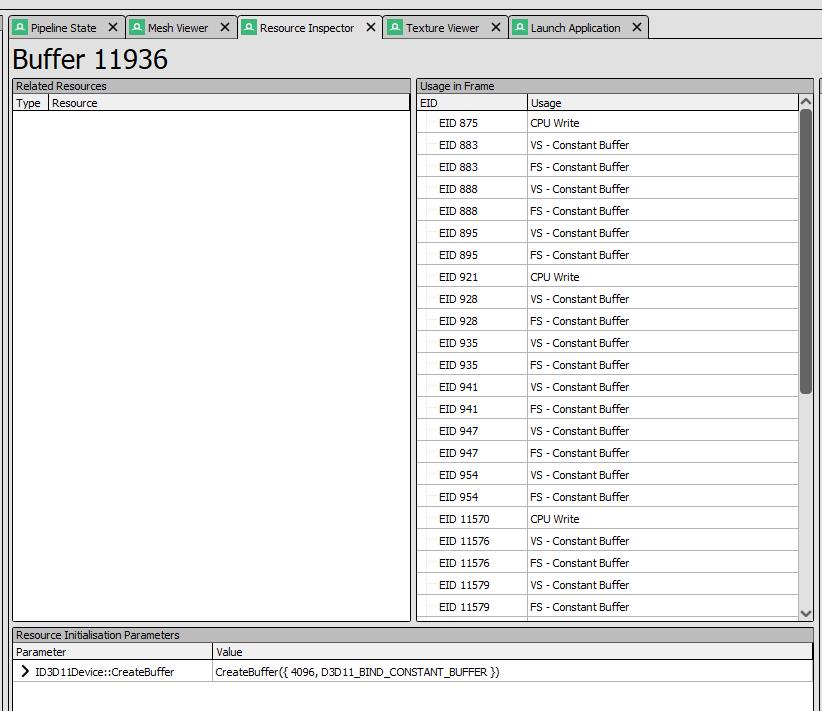 Pipeline State
Mesh Viewer
Resource Inspector
Texture Viewer
Launch Application
Buffer 11936
Related Resources
Type Resource
Usage in Frame
EID Usage
EID 875 CPU Write
EID 883 VS - Constant Buffer
EID 883 FS - Constant Buffer
EID 888 VS - Constant Buffer
EID 888 FS - Constant Buffer
EID 895 VS - Constant Buffer
EID 895 FS - Constant Buffer
EID 921 CPU Write
EID 928 VS - Constant Buffer
EID 928 FS - Constant Buffer
EID 935 VS - Constant Buffer
EID 935 FS - Constant Buffer
EID 941 VS - Constant Buffer
EID 941 FS - Constant Buffer
EID 947 VS - Constant Buffer
EID 947 FS - Constant Buffer
EID 954 VS - Constant Buffer
EID 954 FS - Constant Buffer
EID 11570 CPU Write
EID 11576 VS - Constant Buffer
EID 11576 FS - Constant Buffer
EID 11579 VS - Constant Buffer
EID 11579 FS - Constant Buffer
Resource Initialisation Parameters
Parameter Value
ID3D11Device::CreateBuffer CreateBuffer({ 4096, D3D11_BIND_CONSTANT_BUFFER })